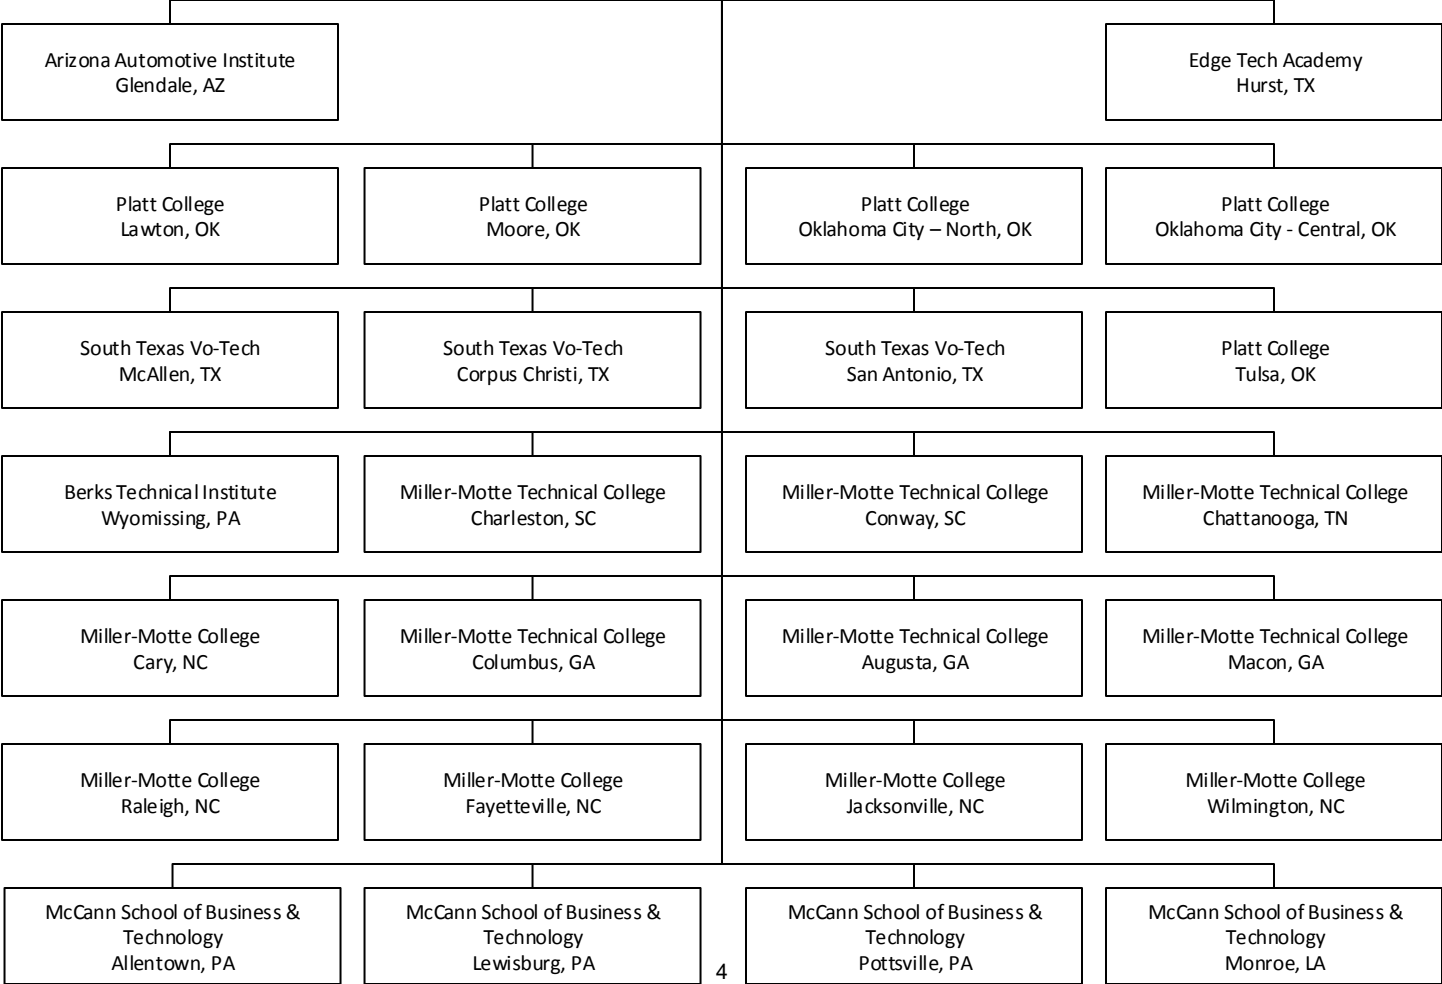 Arizona Automotive Institute
Glendale, AZ
Edge Tech Academy
Hurst, TX
Platt College
Lawton, OK
Platt College
Moore, OK
Platt College
Oklahoma City – North, OK
Platt College
Oklahoma City - Central, OK
South Texas Vo-Tech
McAllen, TX
South Texas Vo-Tech
Corpus Christi, TX
South Texas Vo-Tech
San Antonio, TX
Platt College
Tulsa, OK
Berks Technical Institute
Wyomissing, PA
Miller-Motte Technical College
Charleston, SC
Miller-Motte Technical College
Conway, SC
Miller-Motte Technical College
Chattanooga, TN
Miller-Motte College
Cary, NC
Miller-Motte Technical College
Columbus, GA
Miller-Motte Technical College
Augusta, GA
Miller-Motte Technical College
Macon, GA
Miller-Motte College
Raleigh, NC
Miller-Motte College
Fayetteville, NC
Miller-Motte College
Jacksonville, NC
Miller-Motte College
Wilmington, NC
McCann School of Business &
Technology
Allentown, PA
McCann School of Business &
Technology
Lewisburg, PA
McCann School of Business &
Technology
Pottsville, PA
McCann School of Business &
Technology
Monroe, LA
4